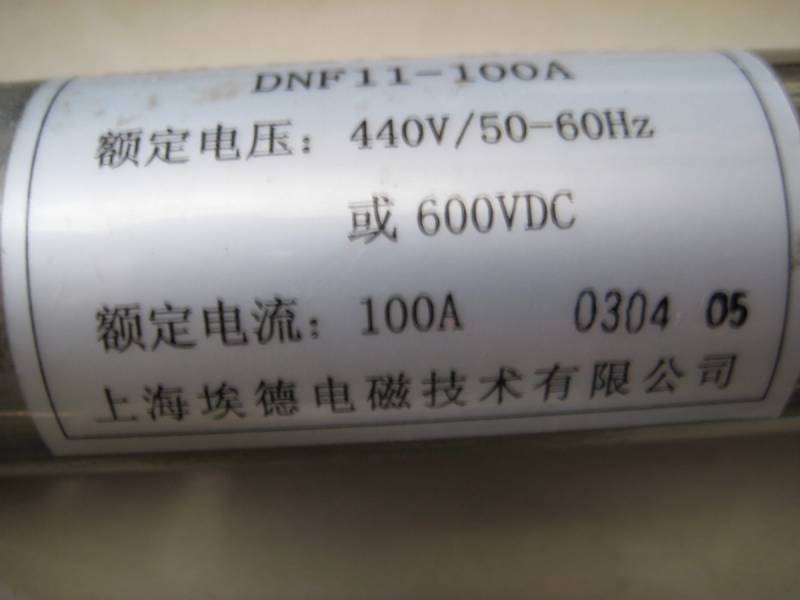 DNF11-100A
额定电压: 440V/50-60Hz
或 600VDC
额定电流: 100A 0304 05
上海埃德电磁技术有限公司